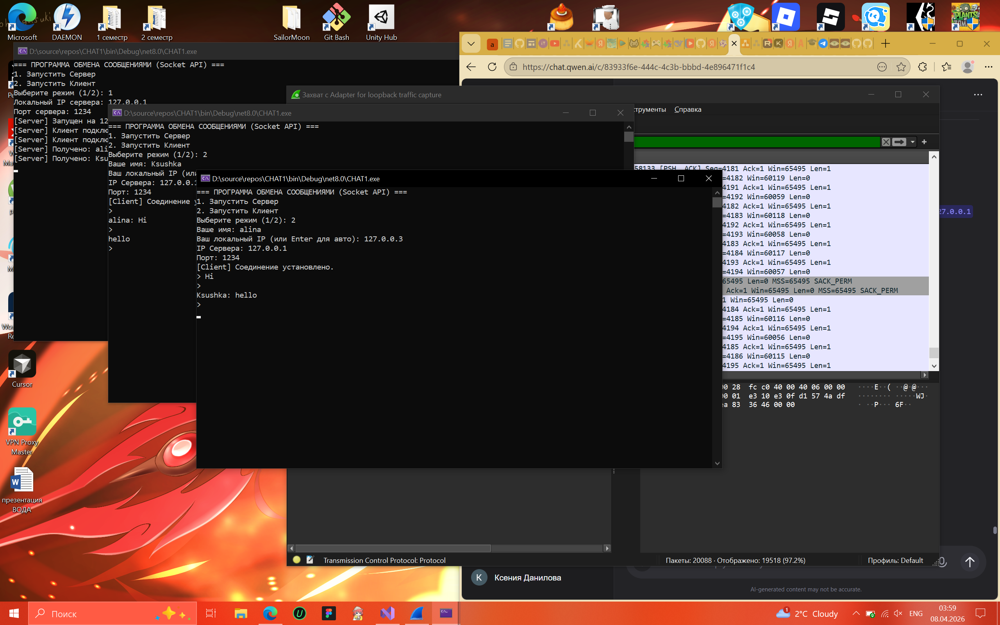 Microsoft
DAEMON
1 семестр
2 семестр
SailorMoon
Git Bash
Unity Hub
D:\source\repos\CHAT1\bin\Debug\net8.0\CHAT1.exe
=== ПРОГРАММА ОБМЕНА СООБЩЕНИЯМИ (Socket API) ===
1. Запустить Сервер
2. Запустить Клиент
Выберите режим (1/2): 1
Локальный IP сервера: 127.0.0.1
Порт сервера: 1234
[Server] Запущен на 12
[Server] Клиент подклю
[Server] Клиент подклю
[Server] Получено: ali
[Server] Получено: Ksu
D:\source\repos\CHAT1\bin\Debug\net8.0\CHAT1.exe
=== ПРОГРАММА ОБМЕНА СООБЩЕНИЯМИ (Socket API) ===
1. Запустить Сервер
2. Запустить Клиент
Выберите режим (1/2): 2
Ваше имя: Ksushka
Ваш локальный IP (или
IP Сервера: 127.0.0.1
Порт: 1234
[Client] Соединение
>
alina: Hi
>
hello
>
D:\source\repos\CHAT1\bin\Debug\net8.0\CHAT1.exe
=== ПРОГРАММА ОБМЕНА СООБЩЕНИЯМИ (Socket API) ===
1. Запустить Сервер
2. Запустить Клиент
Выберите режим (1/2): 2
Ваше имя: alina
Ваш локальный IP (или Enter для авто): 127.0.0.3
IP Сервера: 127.0.0.1
Порт: 1234
[Client] Соединение установлено.
> Hi
>
Ksushka: hello
>
https://chat.qwen.ai/c/83933f6e-444c-4c3b-bbbd-4e896471f1c4
Захват с Adapter for loopback traffic capture
струменты Справка
58133 [PSH, ACK] Seq=4181 Ack=1 Win=65495 Len=1
=4182 Win=60119 Len=0
4191 Ack=1 Win=65495 Len=1
=4192 Win=60059 Len=0
4182 Ack=1 Win=65495 Len=1
=4183 Win=60118 Len=0
4192 Ack=1 Win=65495 Len=1
=4193 Win=60058 Len=0
4183 Ack=1 Win=65495 Len=1
=4184 Win=60117 Len=0
4193 Ack=1 Win=65495 Len=1
=4194 Win=60057 Len=0
65495 Len=0 MSS=65495 SACK_PERM
Ack=1 Win=65495 Len=0 MSS=65495 SACK_PERM
1 Win=65495 Len=0
4184 Ack=1 Win=65495 Len=1
=4185 Win=60116 Len=0
4194 Ack=1 Win=65495 Len=1
=4195 Win=60056 Len=0
4185 Ack=1 Win=65495 Len=1
=4186 Win=60115 Len=0
4195 Ack=1 Win=65495 Len=1
00 28 fc c0 40 00 40 06 00 00 ····E··( ··@·@···
00 01 e3 10 e3 0f d1 57 4a df ········ ·····WJ·
ea 83 36 46 00 00 · ··P··· 6F··
27.0.0.1
Transmission Control Protocol: Protocol
Пакеты: 20088 · Отображено: 19518 (97.2%)
Профиль: Default
К Ксения Данилова
AI-generated content may not be accurate.
Cursor
VPN Proxy
Master
презентация
ВОДА
Поиск
1
2°C Cloudy
ENG
03:59
08.04.2026